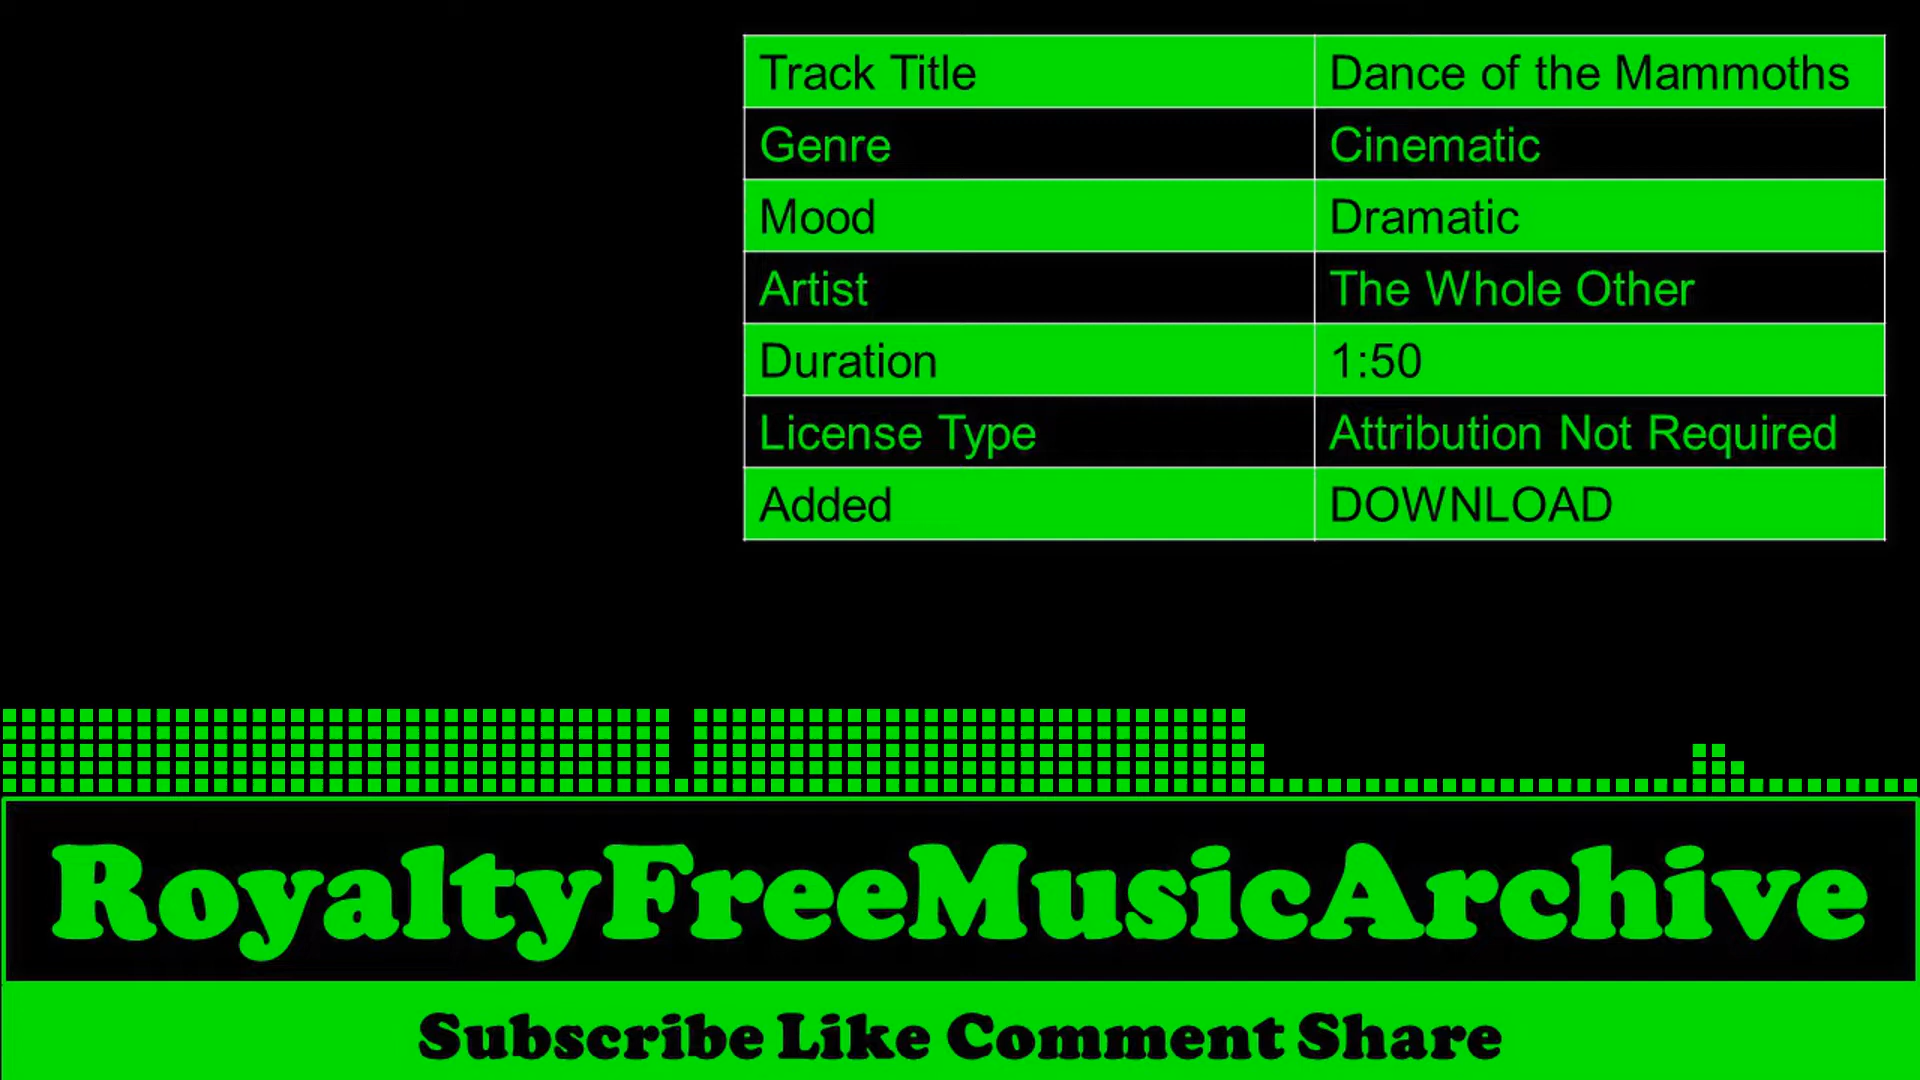 Track Title Dance of the Mammoths
Genre Cinematic
Mood Dramatic
Artist The Whole Other
Duration 1:50
License Type Attribution Not Required
Added DOWNLOAD
RoyaltyFreeMusicArchive
Subscribe Like Comment Share